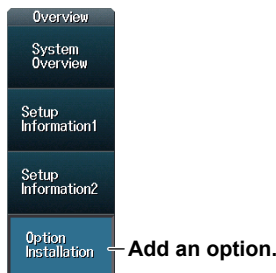 Overview
System
Overview
Setup
Information1
Setup
Information2
Option
Installation
Add an option.